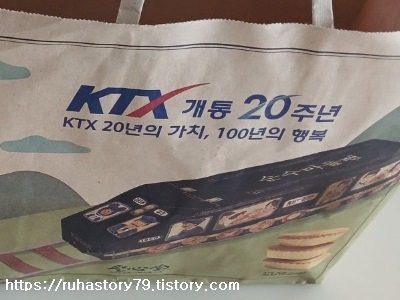 KTX 개통 20주년
KTX 20년의 가치, 100년의 행복
https://ruhastory79.tistory.com